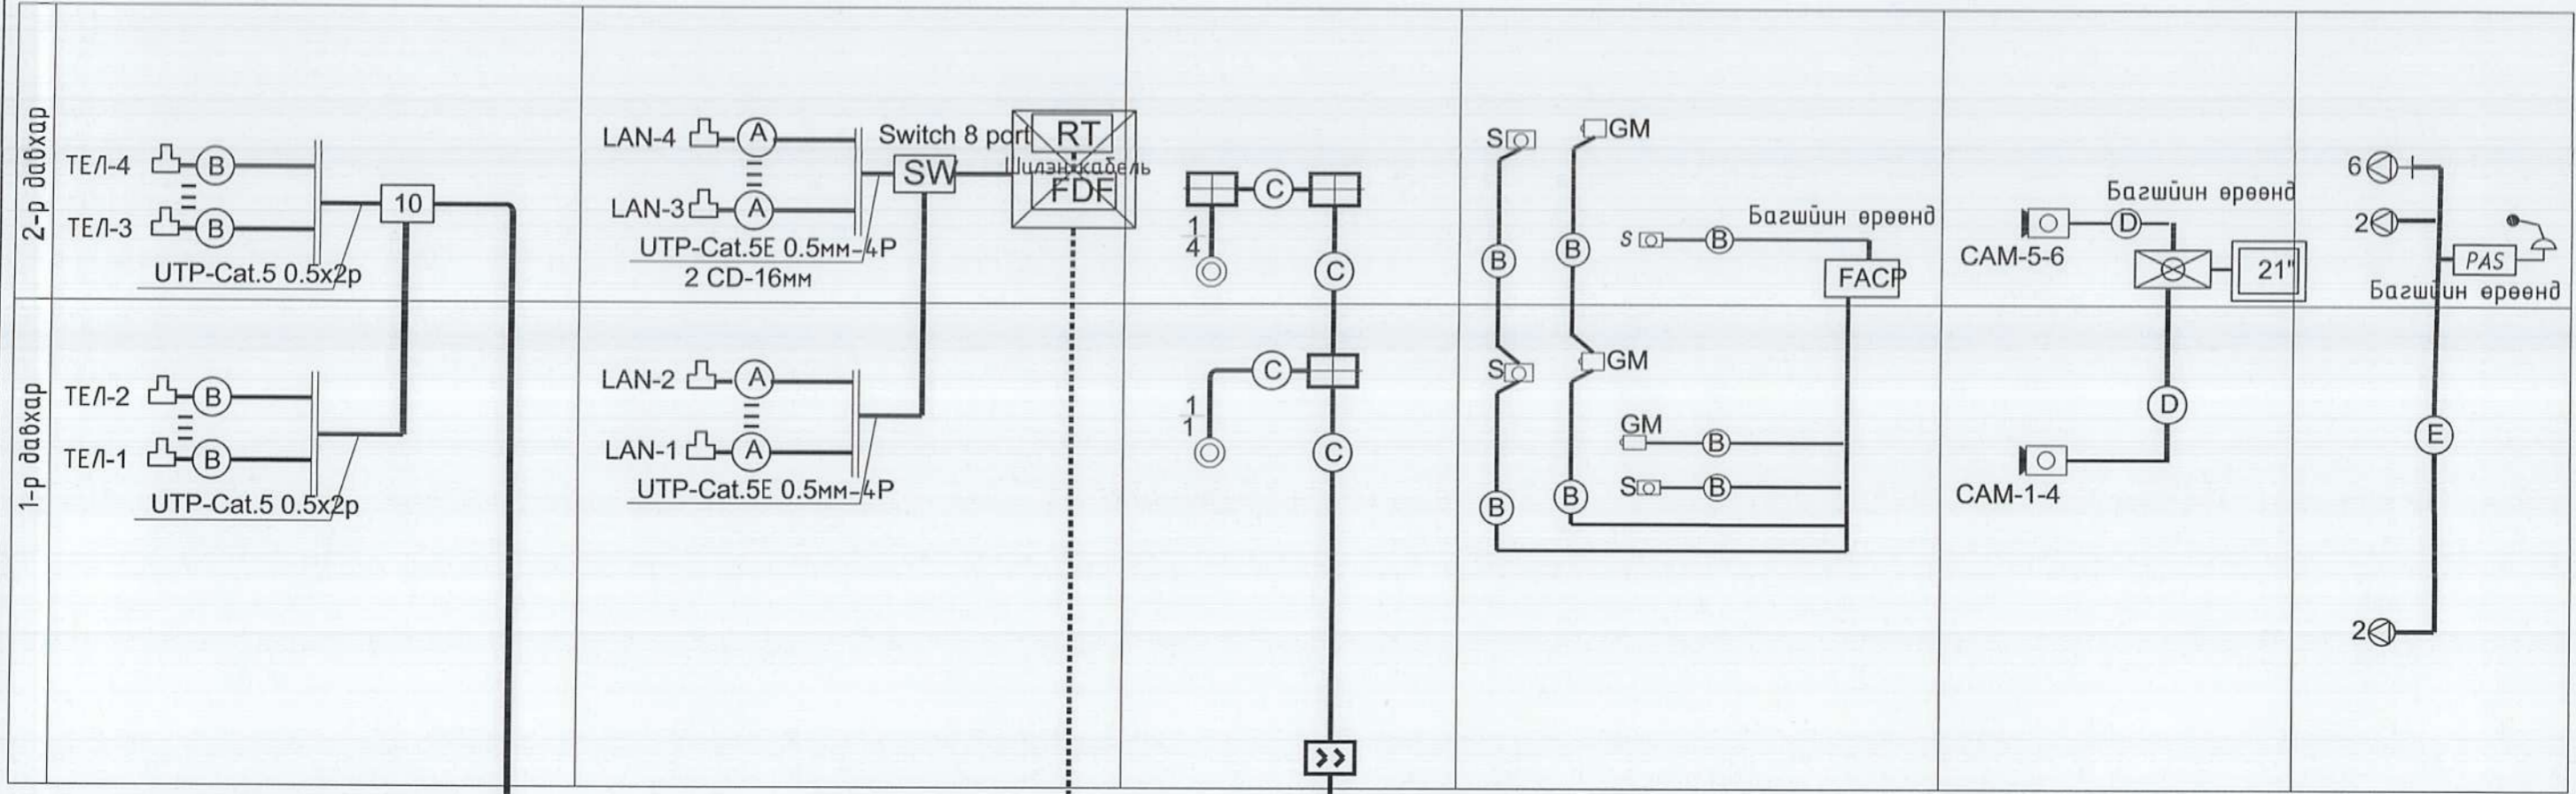 2-р давхар
ТЕЛ-4
B
ТЕЛ-3
B
10
UTP-Cat.5 0.5x2p
LAN-4
A
LAN-3
A
Switch 8 port
SW
RT
Шилэн кабель
FDF
UTP-Cat.5E 0.5мм-4P
2 CD-16мм
C
1
4
C
S
GM
B
B
Багшийн өрөөнд
S
B
FACP
Багшийн өрөөнд
D
CAM-5-6
21"
6
2
PAS
Багшийн өрөөнд
1-р давхар
ТЕЛ-2
B
ТЕЛ-1
B
UTP-Cat.5 0.5x2p
LAN-2
A
LAN-1
A
UTP-Cat.5E 0.5мм-4P
C
1
1
C
S
GM
GM
B
S
B
B
B
D
CAM-1-4
E
2